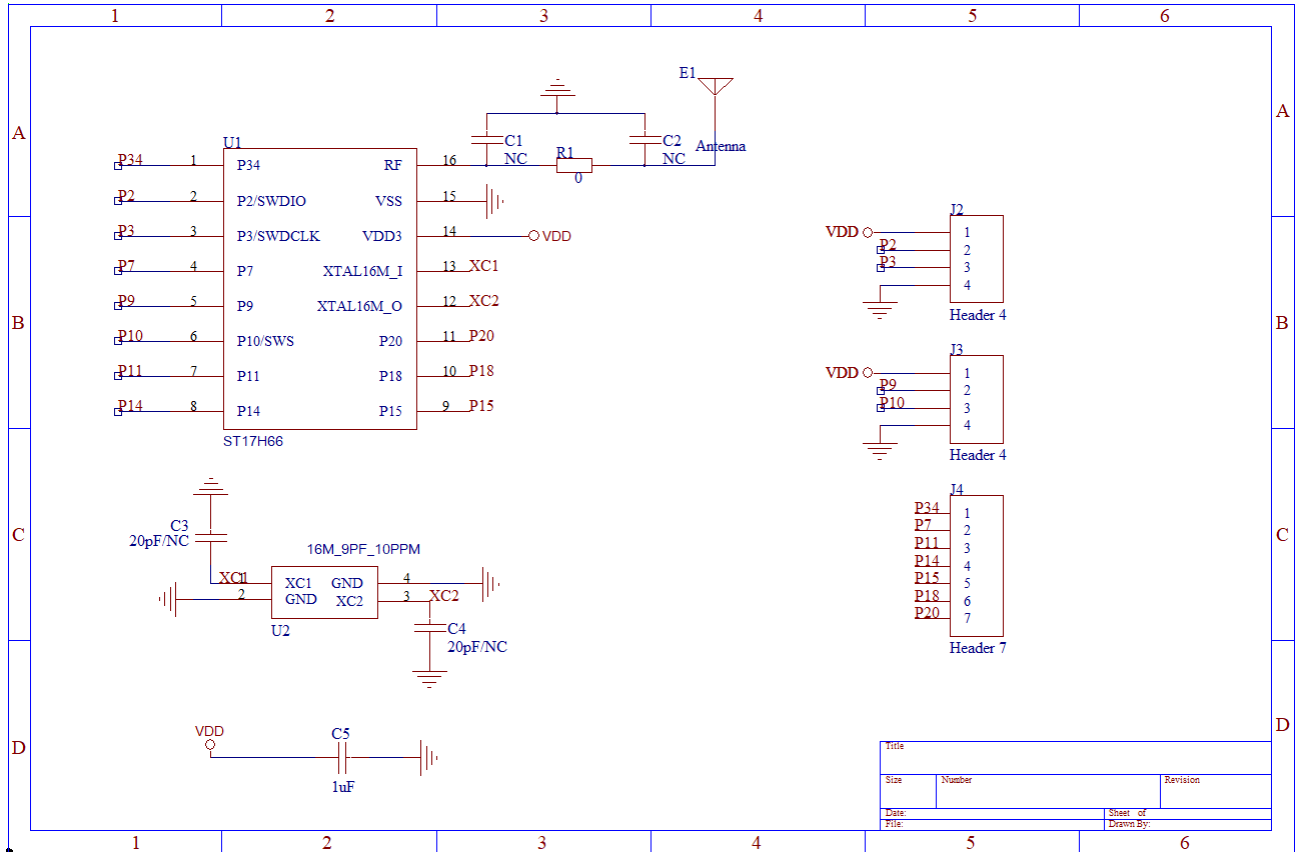 1 2 3 4 5 6
A
A
E1
C1
NC
C2
NC
Antenna
R1
0
U1
P34 1 P34 RF 16
P2 2 P2/SWDIO VSS 15
P3 3 P3/SWDCLK VDD3 14 VDD
P7 4 P7 XTAL16M_I 13 XC1
P9 5 P9 XTAL16M_O 12 XC2
P10 6 P10/SWS P20 11 P20
P11 7 P11 P18 10 P18
P14 8 P14 P15 9 P15
ST17H66
J2
VDD 1
P2 2
P3 3
4
Header 4
B
B
J3
VDD 1
P9 2
P10 3
4
Header 4
J4
P34 1
P7 2
P11 3
P14 4
P15 5
P18 6
P20 7
Header 7
C
C
C3
20pF/NC
16M_9PF_10PPM
XC1 1 XC1 GND 4
2 GND XC2 3 XC2
U2
C4
20pF/NC
D
D
VDD
C5
1uF
Title
Size Number Revision
Date: Sheet of
File: Drawn By:
1 2 3 4 5 6